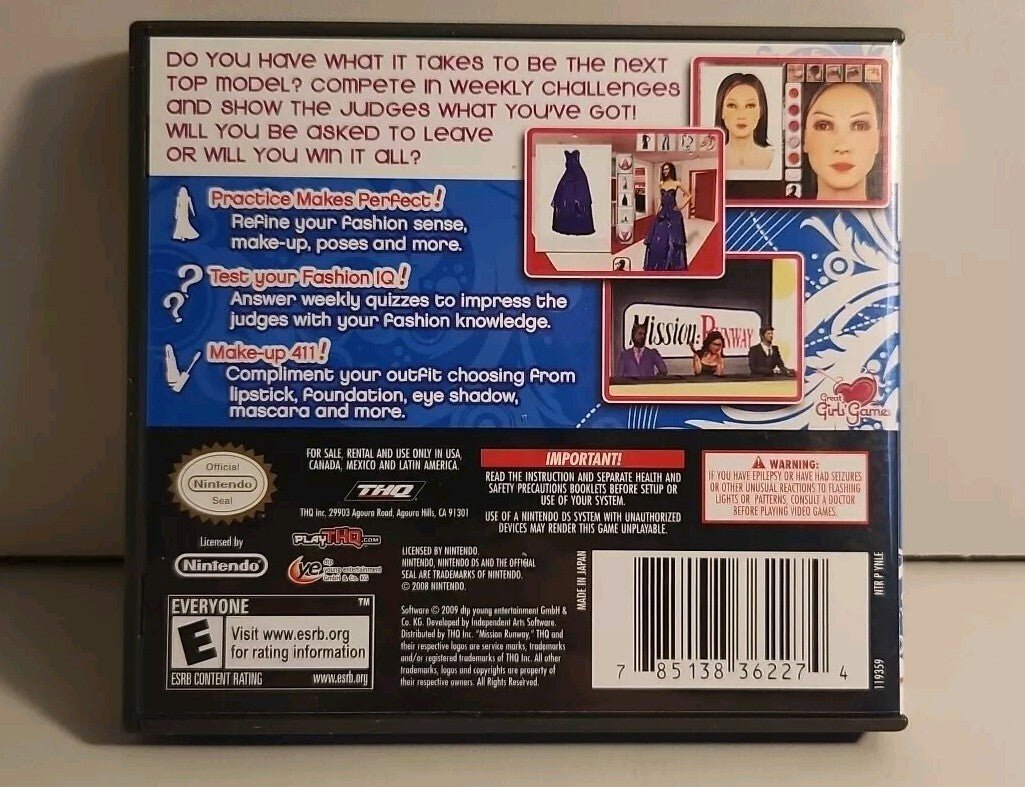 DO YOU HAVE WHAT IT TAKES TO BE THE NEXT
TOP MODEL? COMPETE IN WEEKLY CHALLENGES
AND SHOW THE JUDGES WHAT YOU'VE GOT!
WILL YOU BE ASKED TO LEAVE
OR WILL YOU WIN IT ALL?
Practice Makes Perfect!
Refine your fashion sense,
make-up, poses and more.
Test your Fashion IQ!
Answer weekly quizzes to impress the
judges with your fashion knowledge.
Make-up 411!
Compliment your outfit choosing from
lipstick, foundation, eye shadow,
mascara and more.
Mission: Runway
Great
Girls' Games
Official
Nintendo
Seal
Licensed by
Nintendo
FOR SALE, RENTAL AND USE ONLY IN USA,
CANADA, MEXICO AND LATIN AMERICA.
THQ
THQ Inc. 29903 Agoura Road, Agoura Hills, CA 91301
PLAYTHQ.COM
ye dtp
young entertainment
GmbH & Co. KG
LICENSED BY NINTENDO.
NINTENDO, NINTENDO DS AND THE OFFICIAL
SEAL ARE TRADEMARKS OF NINTENDO.
© 2008 NINTENDO.
Software © 2009 dtp young entertainment GmbH &
Co. KG. Developed by Independent Arts Software.
Distributed by THQ Inc. "Mission Runway," THQ and
their respective logos are service marks, trademarks
and/or registered trademarks of THQ Inc. All other
trademarks, logos and copyrights are property of
their respective owners. All Rights Reserved.
IMPORTANT!
READ THE INSTRUCTION AND SEPARATE HEALTH AND
SAFETY PRECAUTIONS BOOKLETS BEFORE SETUP OR
USE OF YOUR SYSTEM.
USE OF A NINTENDO DS SYSTEM WITH UNAUTHORIZED
DEVICES MAY RENDER THIS GAME UNPLAYABLE.
WARNING:
IF YOU HAVE EPILEPSY OR HAVE HAD SEIZURES
OR OTHER UNUSUAL REACTIONS TO FLASHING
LIGHTS OR PATTERNS, CONSULT A DOCTOR
BEFORE PLAYING VIDEO GAMES.
EVERYONE TM
E
Visit www.esrb.org
for rating information
ESRB CONTENT RATING www.esrb.org
MADE IN JAPAN
7 85138 36227 4
NTR P YNLE
119359